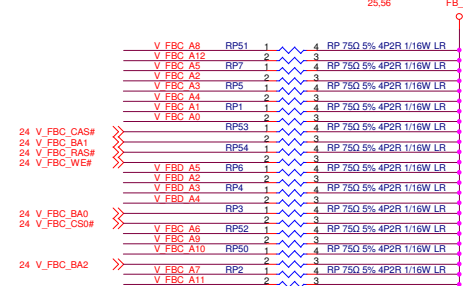 25,56 FB_
V_FBC_A8 RP51 1 4 RP 75Ω 5% 4P2R 1/16W LR
V_FBC_A12 2 3
V_FBC_A5 RP7 1 4 RP 75Ω 5% 4P2R 1/16W LR
V_FBC_A2 2 3
V_FBC_A3 RP5 1 4 RP 75Ω 5% 4P2R 1/16W LR
V_FBC_A4 2 3
V_FBC_A1 RP1 1 4 RP 75Ω 5% 4P2R 1/16W LR
V_FBC_A0 2 3
24 V_FBC_CAS# RP53 1 4 RP 75Ω 5% 4P2R 1/16W LR
24 V_FBC_BA1 2 3
24 V_FBC_RAS# RP54 1 4 RP 75Ω 5% 4P2R 1/16W LR
24 V_FBC_WE# 2 3
V_FBD_A5 RP6 1 4 RP 75Ω 5% 4P2R 1/16W LR
V_FBD_A2 2 3
V_FBD_A3 RP4 1 4 RP 75Ω 5% 4P2R 1/16W LR
V_FBD_A4 2 3
24 V_FBC_BA0 RP3 1 4 RP 75Ω 5% 4P2R 1/16W LR
24 V_FBC_CS0# 2 3
V_FBC_A6 RP52 1 4 RP 75Ω 5% 4P2R 1/16W LR
V_FBC_A9 2 3
V_FBC_A10 RP50 1 4 RP 75Ω 5% 4P2R 1/16W LR
24 V_FBC_BA2 2 3
V_FBC_A7 RP2 1 4 RP 75Ω 5% 4P2R 1/16W LR
V_FBC_A11 2 3